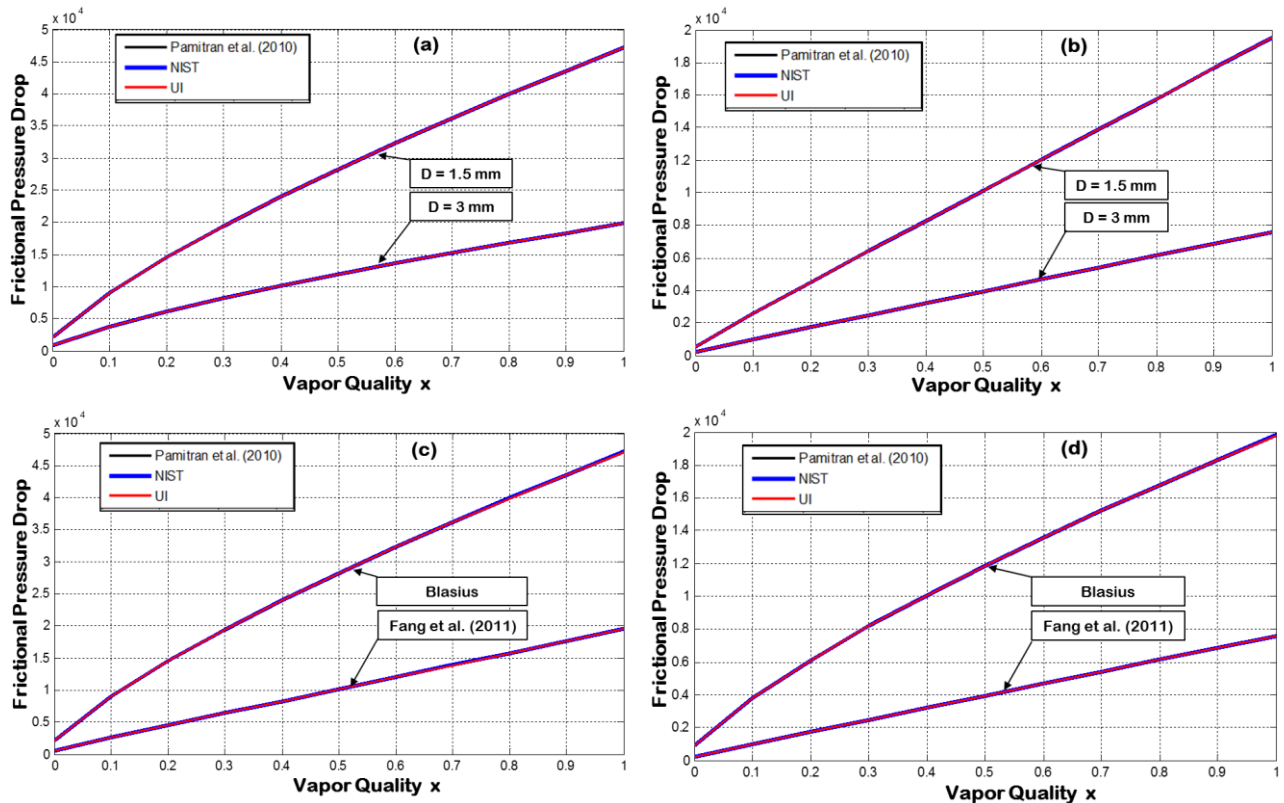 x 10 4
(a)
Pamitran et al. (2010)
NIST
UI
D = 1.5 mm
D = 3 mm
Frictional Pressure Drop
5
4.5
4
3.5
3
2.5
2
1.5
1
0.5
0
0 0.1 0.2 0.3 0.4 0.5 0.6 0.7 0.8 0.9 1
Vapor Quality x
x 10 4
(b)
Pamitran et al. (2010)
NIST
UI
D = 1.5 mm
D = 3 mm
Frictional Pressure Drop
2
1.8
1.6
1.4
1.2
1
0.8
0.6
0.4
0.2
0
0 0.1 0.2 0.3 0.4 0.5 0.6 0.7 0.8 0.9 1
Vapor Quality x
x 10 4
(c)
Pamitran et al. (2010)
NIST
UI
Blasius
Fang et al. (2011)
Frictional Pressure Drop
5
4.5
4
3.5
3
2.5
2
1.5
1
0.5
0
0 0.1 0.2 0.3 0.4 0.5 0.6 0.7 0.8 0.9 1
Vapor Quality x
x 10 4
(d)
Pamitran et al. (2010)
NIST
UI
Blasius
Fang et al. (2011)
Frictional Pressure Drop
2
1.8
1.6
1.4
1.2
1
0.8
0.6
0.4
0.2
0
0 0.1 0.2 0.3 0.4 0.5 0.6 0.7 0.8 0.9 1
Vapor Quality x